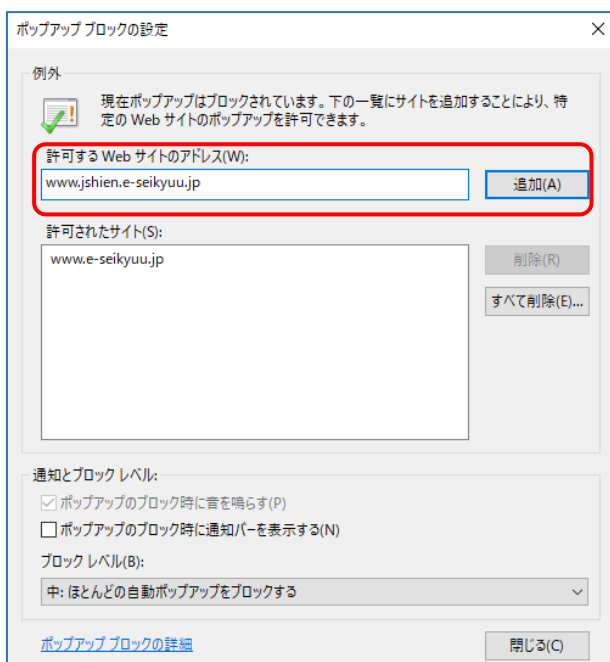 ポップアップ ブロックの設定
例外
現在ポップアップはブロックされています。下の一覧にサイトを追加することにより、特
定の Web サイトのポップアップを許可できます。
許可する Web サイトのアドレス(W):
www.jshien.e-seikyuu.jp
追加(A)
許可されたサイト(S):
www.e-seikyuu.jp
削除(R)
すべて削除(E)...
通知とブロック レベル:
ポップアップのブロック時に音を鳴らす(P)
ポップアップのブロック時に通知バーを表示する(N)
ブロック レベル(B):
中: ほとんどの自動ポップアップをブロックする
ポップアップ ブロックの詳細
閉じる(C)